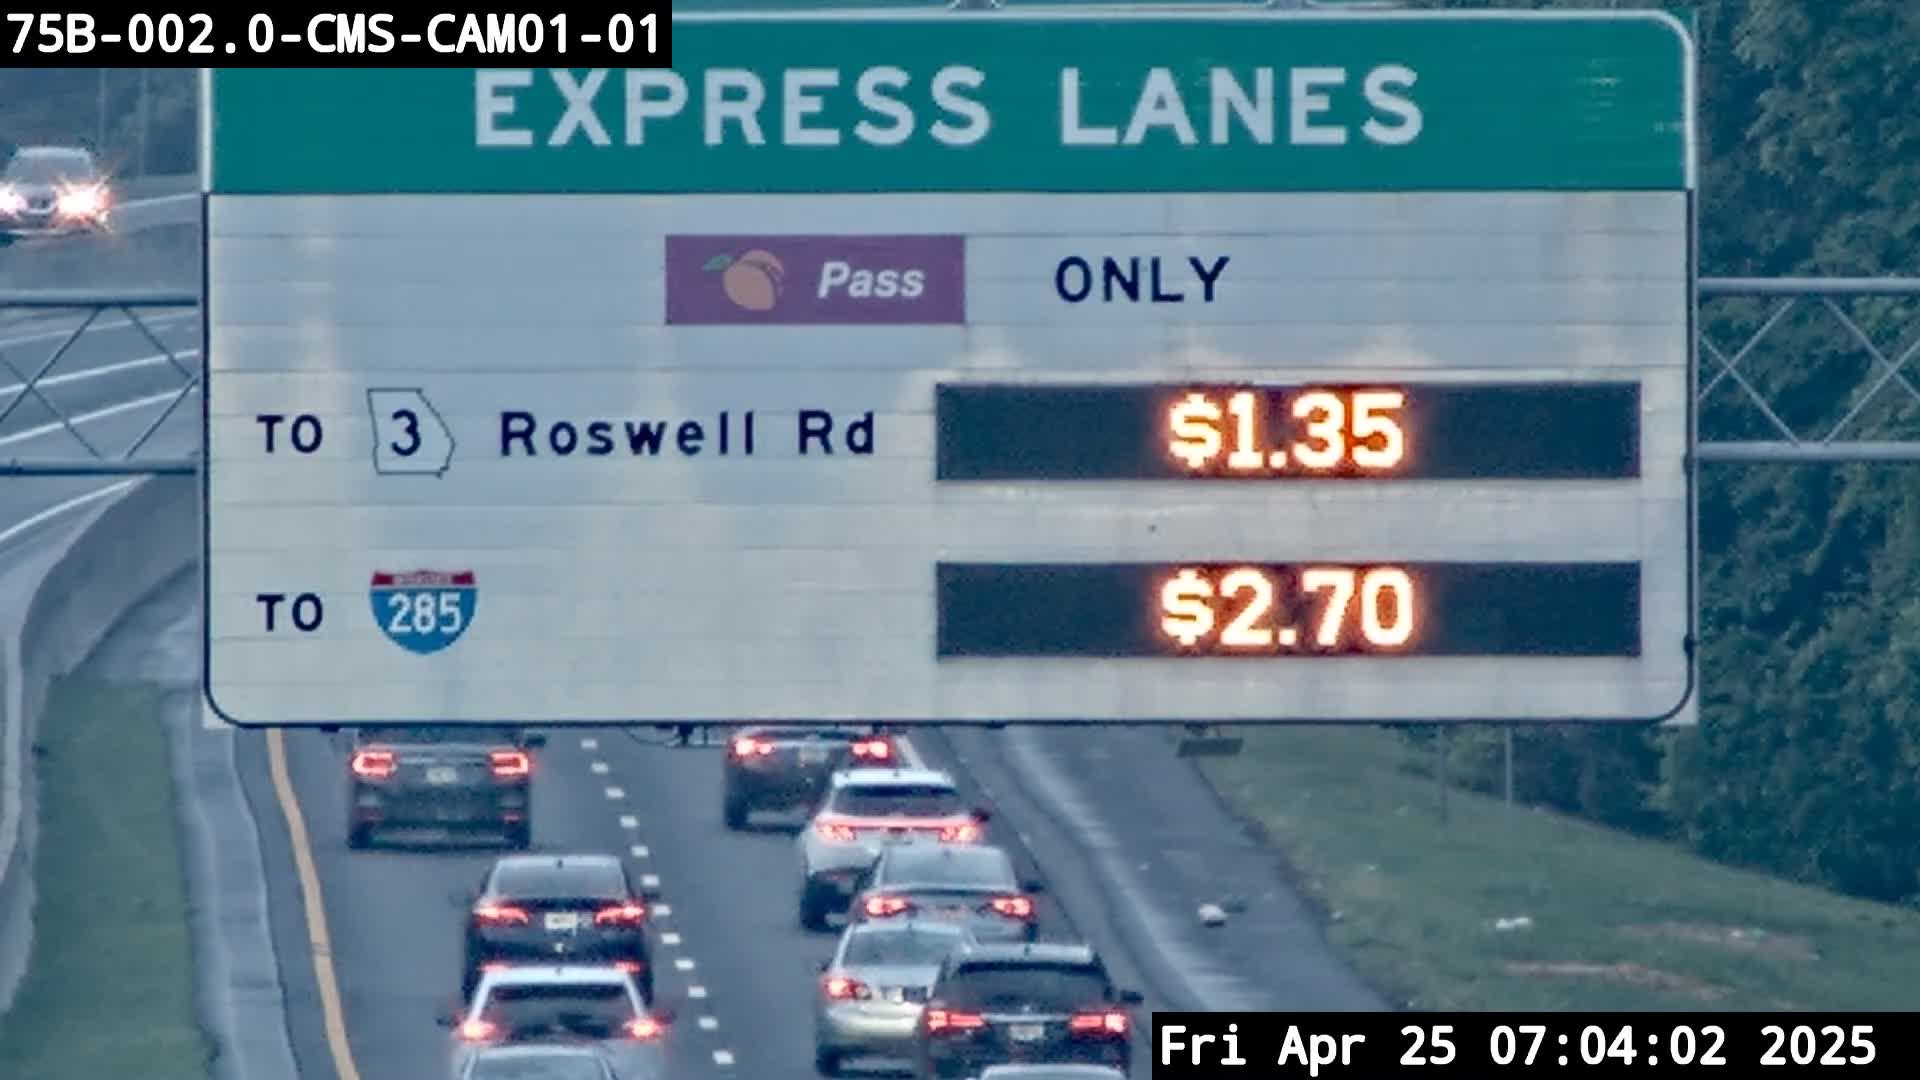 75B-002.0-CMS-CAM01-01
EXPRESS LANES
Pass ONLY
TO 3 Roswell Rd $1.35
TO 285 $2.70
Fri Apr 25 07:04:02 2025